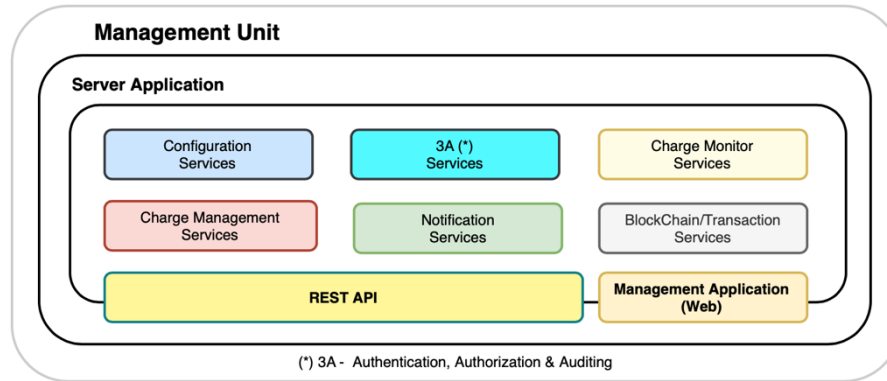 Management Unit
Server Application
Configuration
Services
3A (*)
Services
Charge Monitor
Services
Charge Management
Services
Notification
Services
BlockChain/Transaction
Services
REST API
Management Application
(Web)
(*) 3A - Authentication, Authorization & Auditing